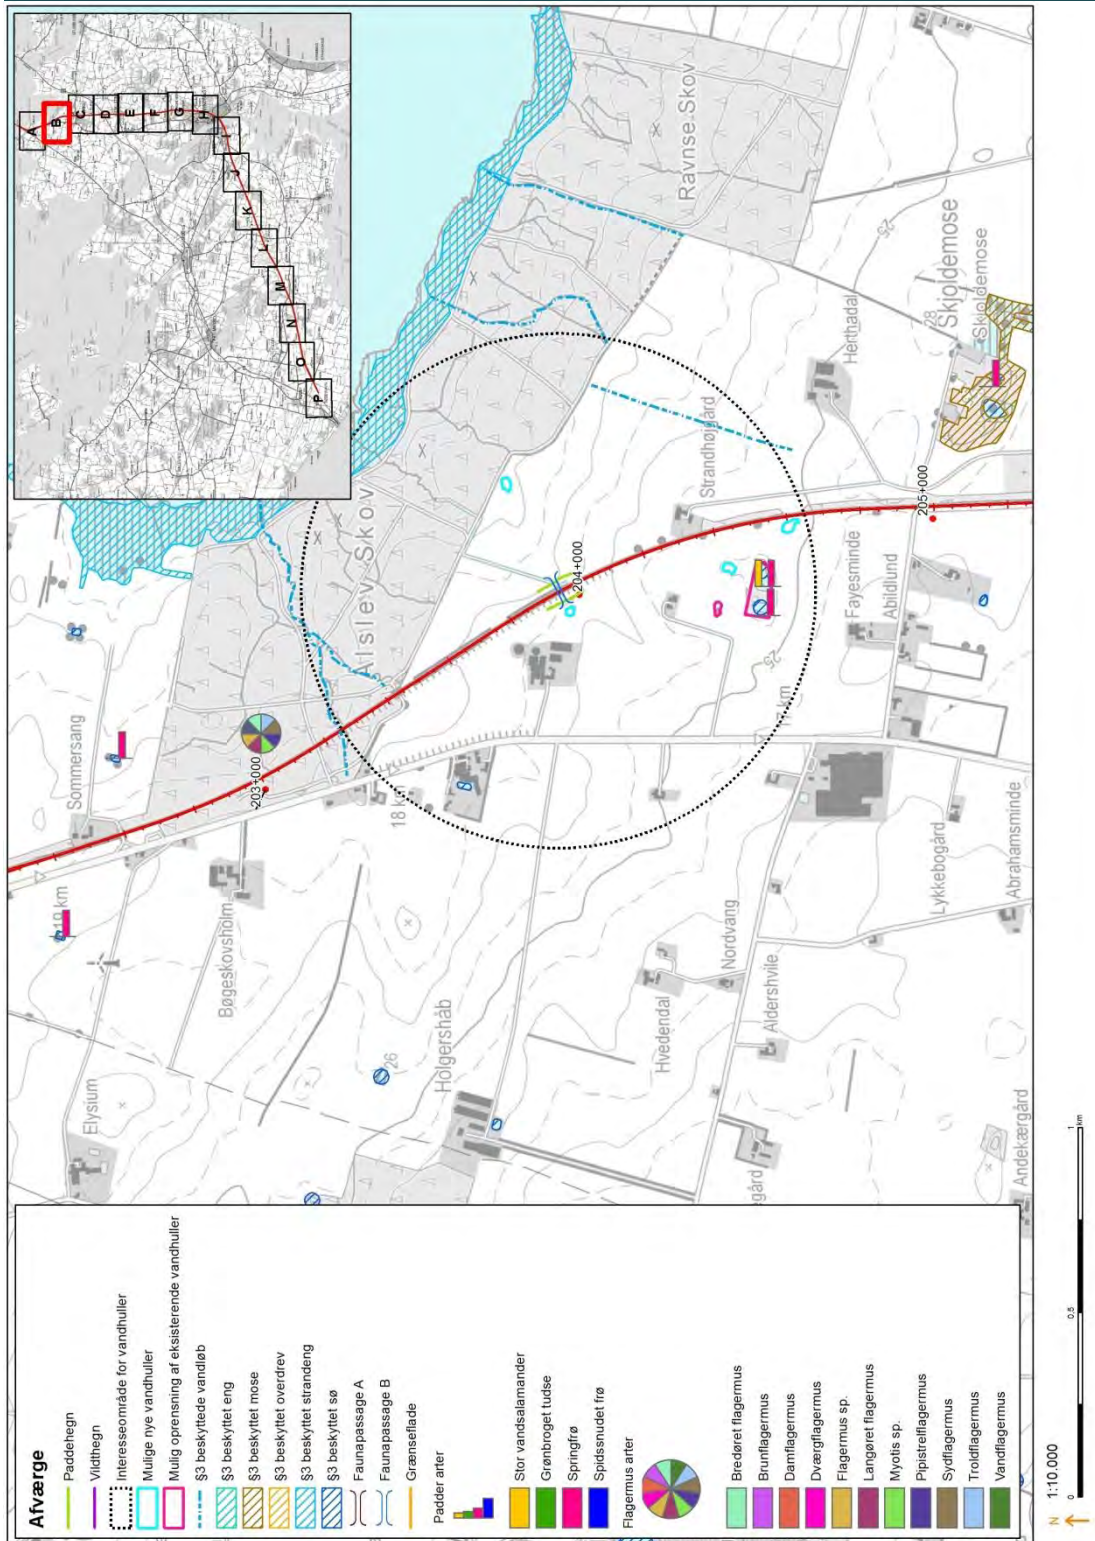 Afværge
Paddehegn
Vildthegn
Interesseområde for vandhuller
Mulige nye vandhuller
Mulig oprensning af eksisterende vandhuller
§3 beskyttede vandløb
§3 beskyttet eng
§3 beskyttet mose
§3 beskyttet overdrev
§3 beskyttet strandeng
§3 beskyttet sø
Faunapassage A
Faunapassage B
Grænseflade
Padder arter
Stor vandsalamander
Grønbroget tudse
Springfrø
Spidssnudet frø
Flagermus arter
Bredøret flagermus
Brunflagermus
Damflagermus
Dværgflagermus
Flagermus sp.
Langøret flagermus
Myotis sp.
Pipistrelflagermus
Sydflagermus
Troldflagermus
Vandflagermus
1:10.000
N
0
0,5
1
km
Elysium
19 km
Sommersang
Bøgeskovsholm
203+000
26
Holgershåb
18 km
Alslev Skov
204+000
Ravnse Skov
Strandhøjgård
Hvedendal
Nordvang
25
17 km
Aldershvile
egård
Herthadal
25
Fayesminde
Abildlund
205+000
28
Skjoldemose
Skjoldemose
Lykkebogård
Abrahamsminde
Andekærgård
A
B
C
D
E
F
G
H
I
J
K
L
M
N
O
P